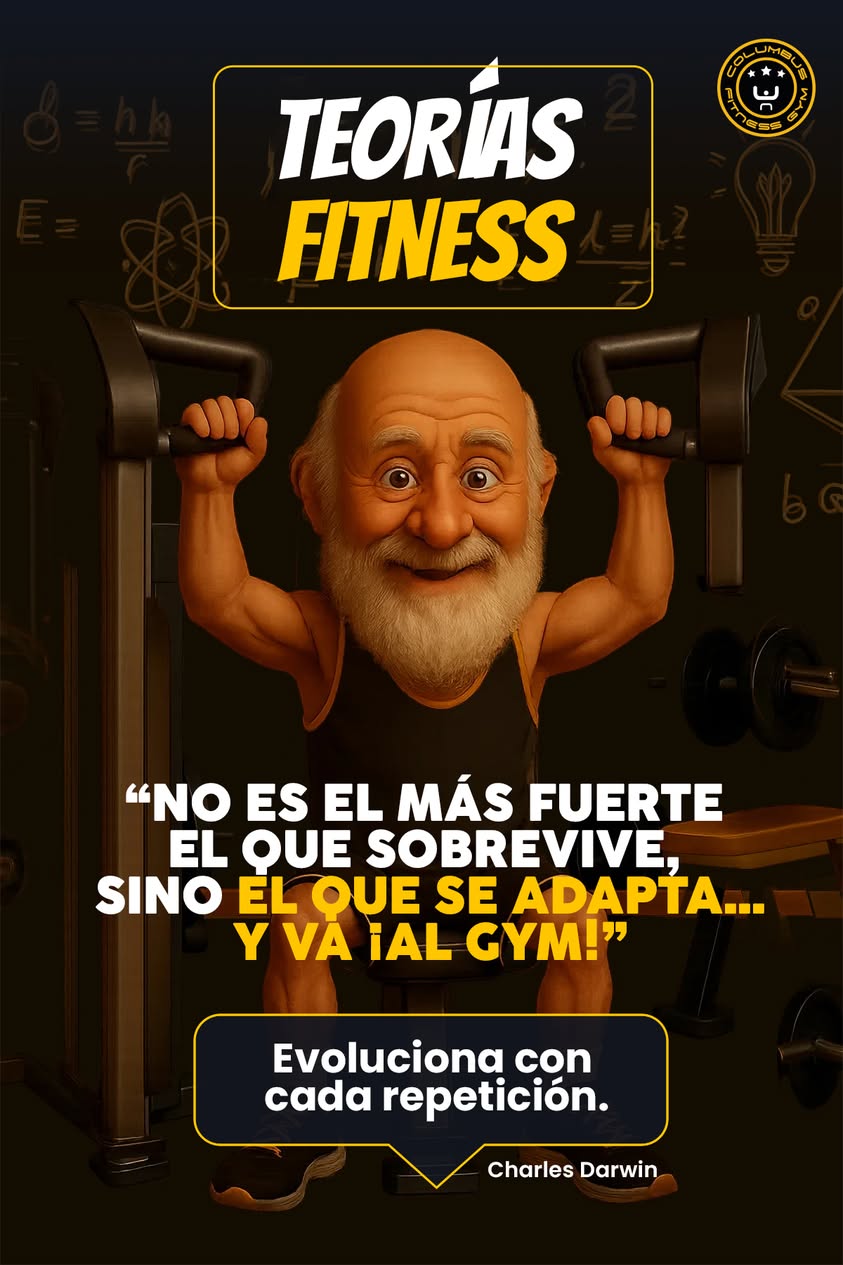 TEORÍAS
FITNESS
COLUMBUS
FITNESS GYM
E =
“NO ES EL MÁS FUERTE
EL QUE SOBREVIVE,
SINO EL QUE SE ADAPTA...
Y VA ¡AL GYM!”
Evoluciona con
cada repetición.
Charles Darwin